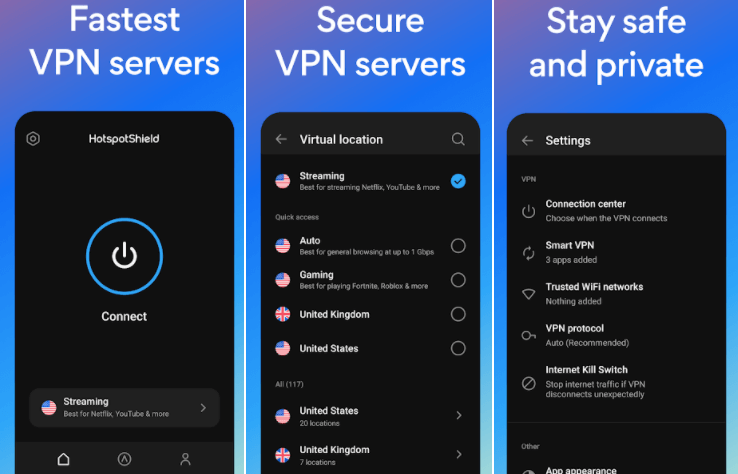 Fastest
VPN servers
HotspotShield
Connect
Streaming
Best for Netflix, YouTube & more
Secure
VPN servers
Virtual location
Streaming
Best for streaming Netflix, YouTube & more
Quick access
Auto
Best for general browsing at up to 1 Gbps
Gaming
Best for playing Fortnite, Roblox & more
United Kingdom
United States
All (117)
United States
20 locations
United Kingdom
7 locations
Stay safe
and private
Settings
VPN
Connection center
Choose when the VPN connects
Smart VPN
3 apps added
Trusted WiFi networks
Nothing added
VPN protocol
Auto (Recommended)
Internet Kill Switch
Stop internet traffic if VPN
disconnects unexpectedly
Other
App appearance